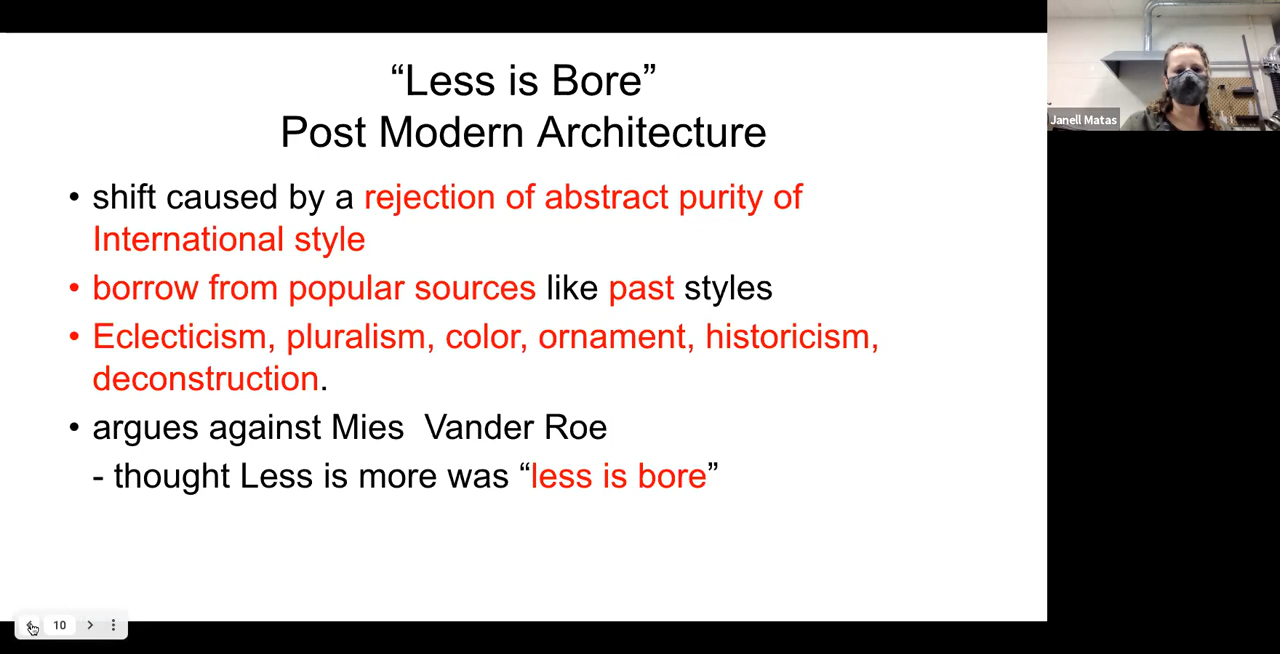 “Less is Bore”
Post Modern Architecture
• shift caused by a rejection of abstract purity of
International style
• borrow from popular sources like past styles
• Eclecticism, pluralism, color, ornament, historicism,
deconstruction.
• argues against Mies  Vander Roe
- thought Less is more was “less is bore”
Janell Matas
10